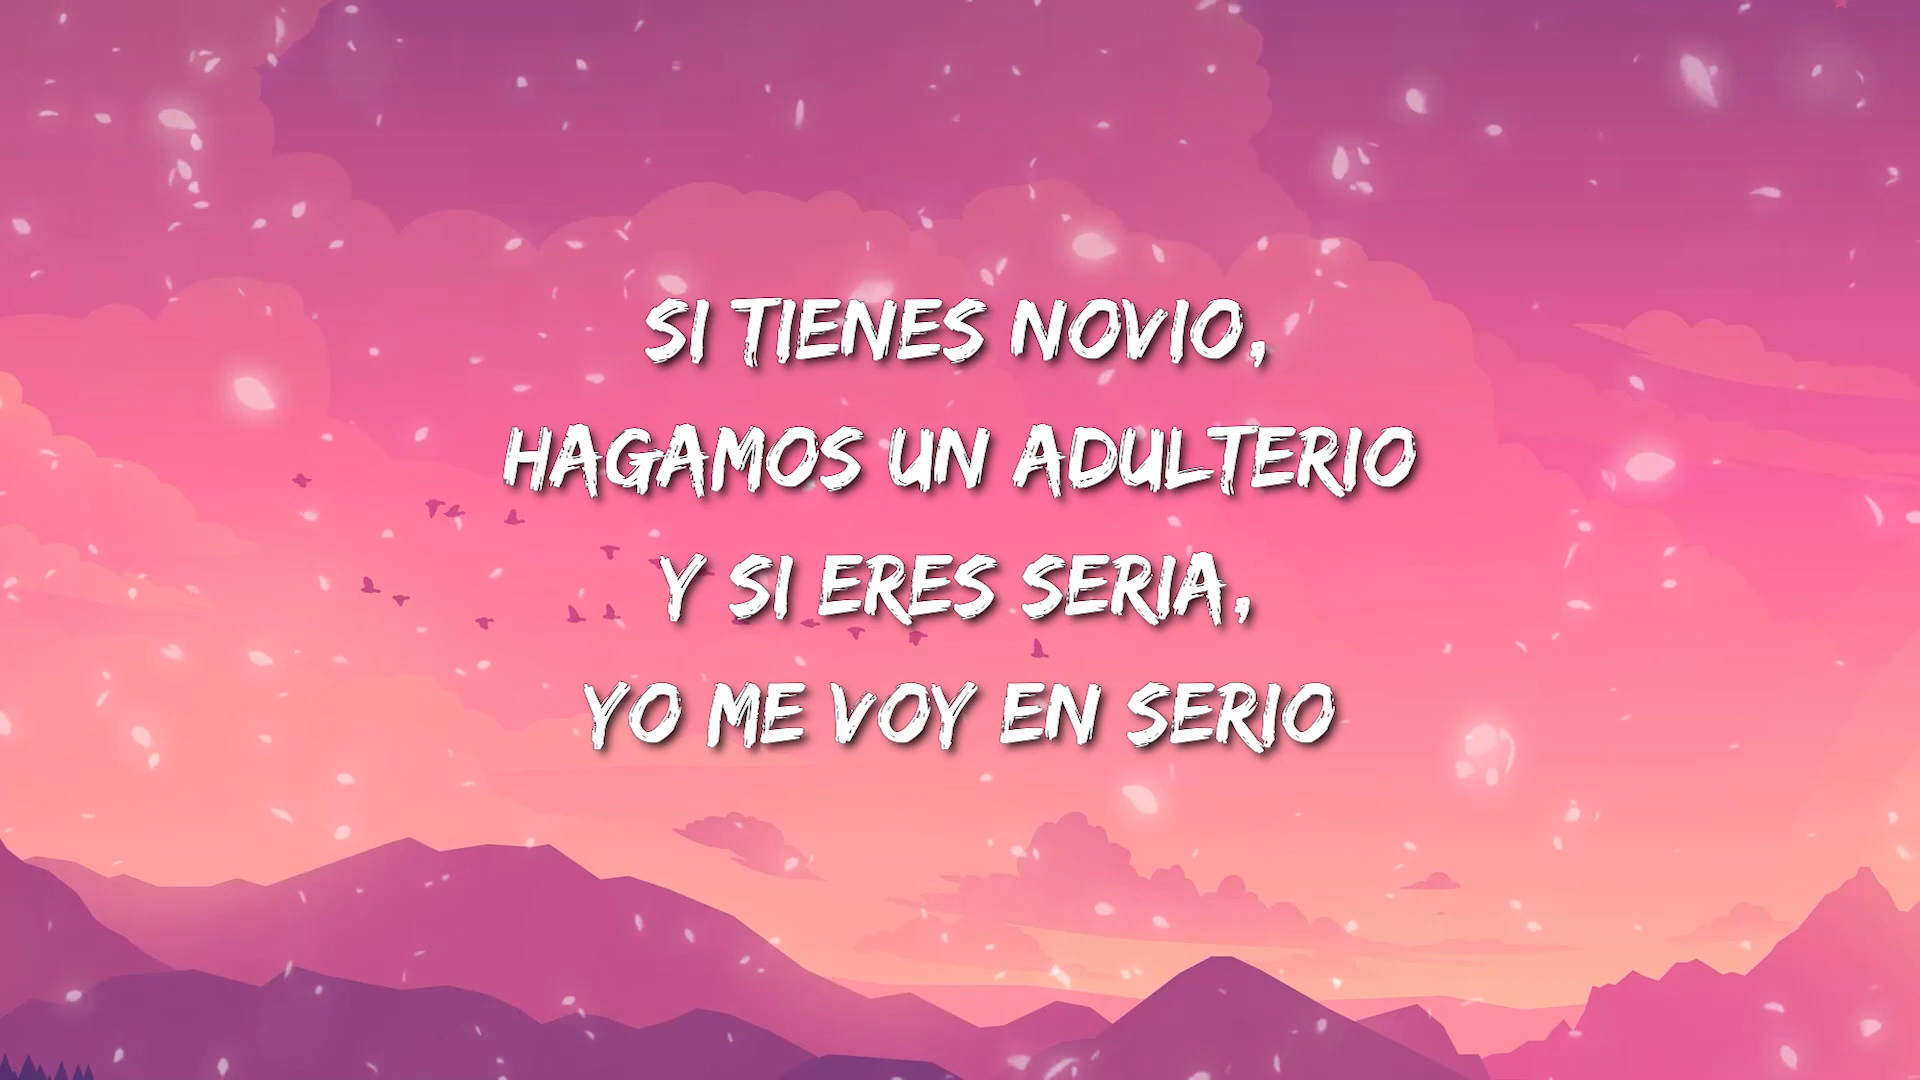 SI TIENES NOVIO,
HAGAMOS UN ADULTERIO
Y SI ERES SERIA,
YO ME VOY EN SERIO